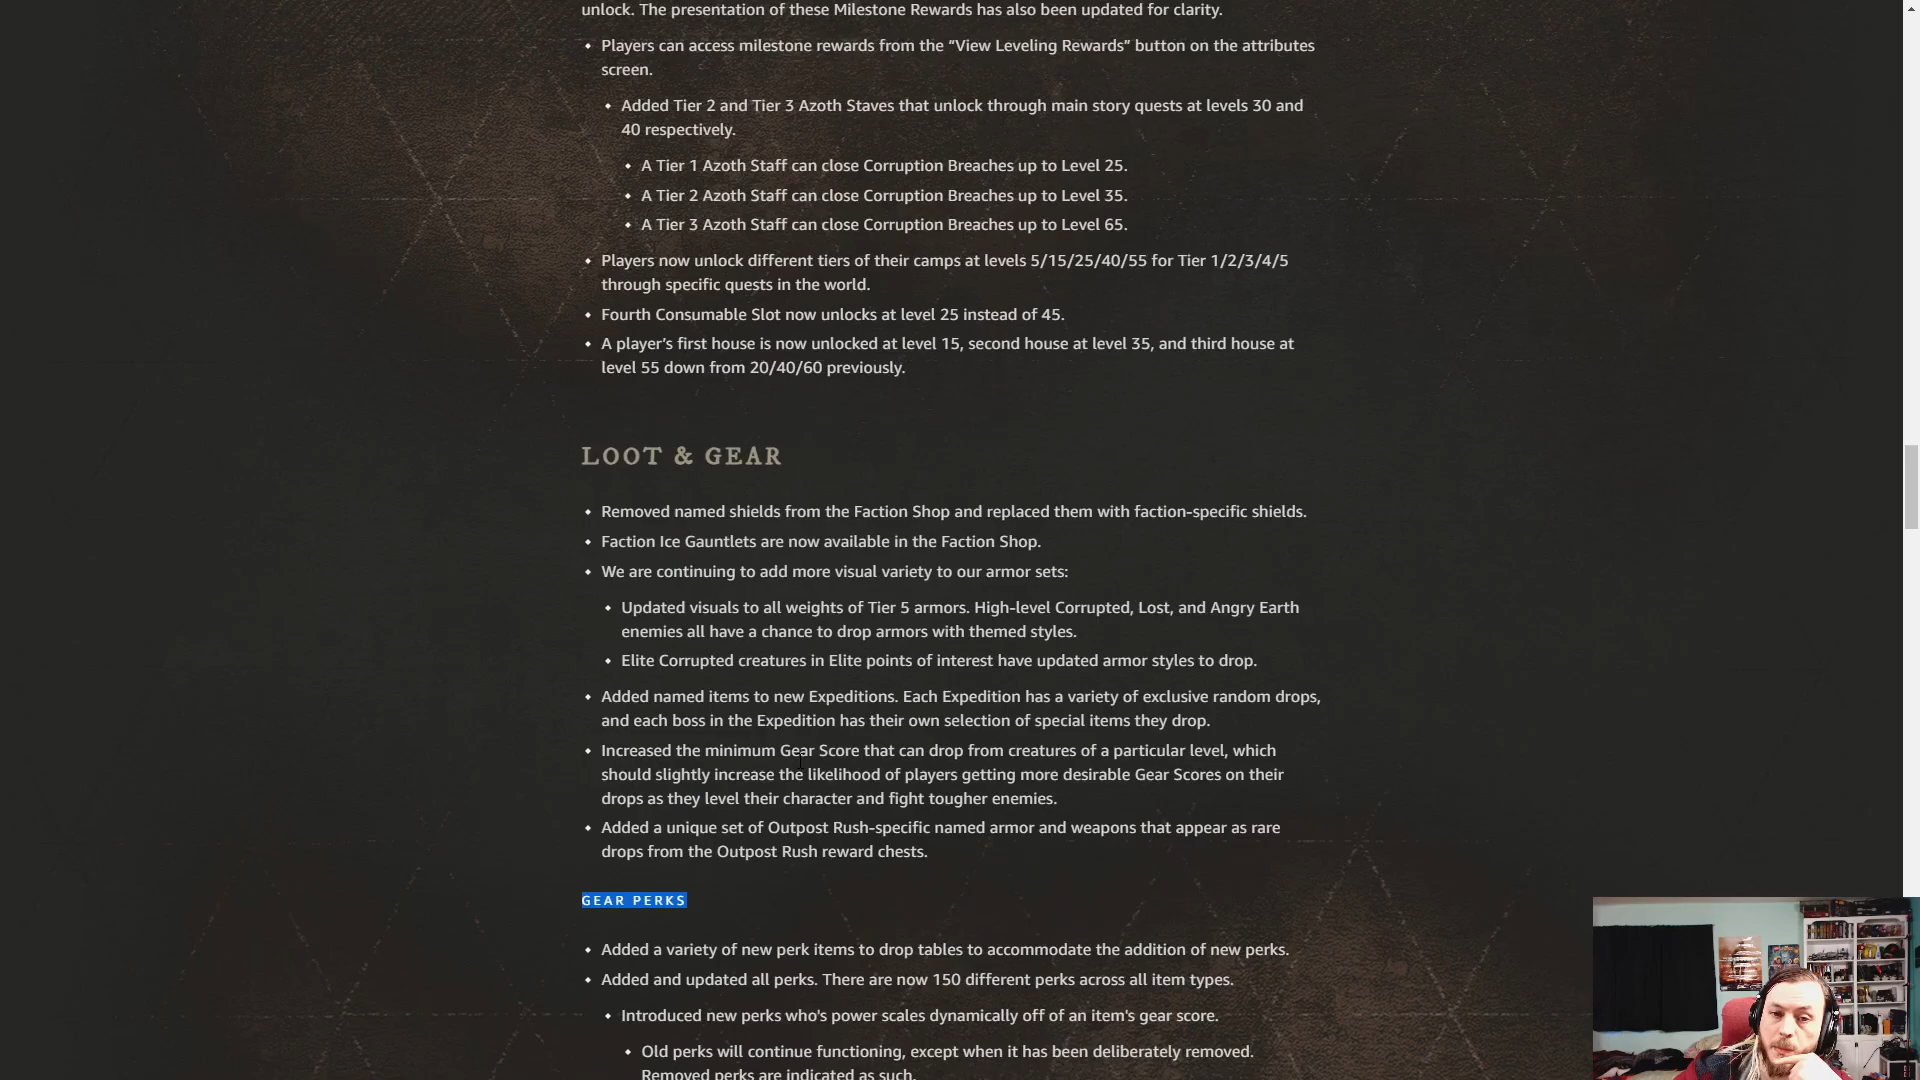 unlock. The presentation of these Milestone Rewards has also been updated for clarity.
Players can access milestone rewards from the “View Leveling Rewards” button on the attributes
screen.
Added Tier 2 and Tier 3 Azoth Staves that unlock through main story quests at levels 30 and
40 respectively.
A Tier 1 Azoth Staff can close Corruption Breaches up to Level 25.
A Tier 2 Azoth Staff can close Corruption Breaches up to Level 35.
A Tier 3 Azoth Staff can close Corruption Breaches up to Level 65.
Players now unlock different tiers of their camps at levels 5/15/25/40/55 for Tier 1/2/3/4/5
through specific quests in the world.
Fourth Consumable Slot now unlocks at level 25 instead of 45.
A player’s first house is now unlocked at level 15, second house at level 35, and third house at
level 55 down from 20/40/60 previously.
LOOT & GEAR
Removed named shields from the Faction Shop and replaced them with faction-specific shields.
Faction Ice Gauntlets are now available in the Faction Shop.
We are continuing to add more visual variety to our armor sets:
Updated visuals to all weights of Tier 5 armors. High-level Corrupted, Lost, and Angry Earth
enemies all have a chance to drop armors with themed styles.
Elite Corrupted creatures in Elite points of interest have updated armor styles to drop.
Added named items to new Expeditions. Each Expedition has a variety of exclusive random drops,
and each boss in the Expedition has their own selection of special items they drop.
Increased the minimum Gear Score that can drop from creatures of a particular level, which
should slightly increase the likelihood of players getting more desirable Gear Scores on their
drops as they level their character and fight tougher enemies.
Added a unique set of Outpost Rush-specific named armor and weapons that appear as rare
drops from the Outpost Rush reward chests.
GEAR PERKS
Added a variety of new perk items to drop tables to accommodate the addition of new perks.
Added and updated all perks. There are now 150 different perks across all item types.
Introduced new perks who's power scales dynamically off of an item's gear score.
Old perks will continue functioning, except when it has been deliberately removed.
Removed perks are indicated as such.